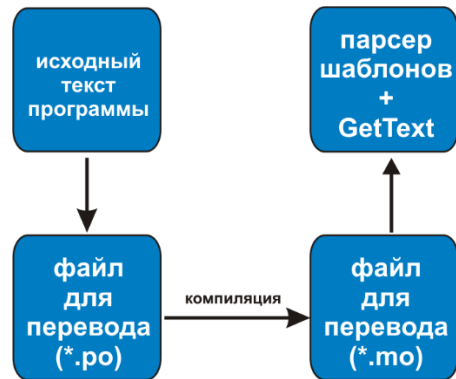 исходный
текст
программы
парсер
шаблонов
+
GetText
файл
для
перевода
(*.po)
компиляция
файл
для
перевода
(*.mo)